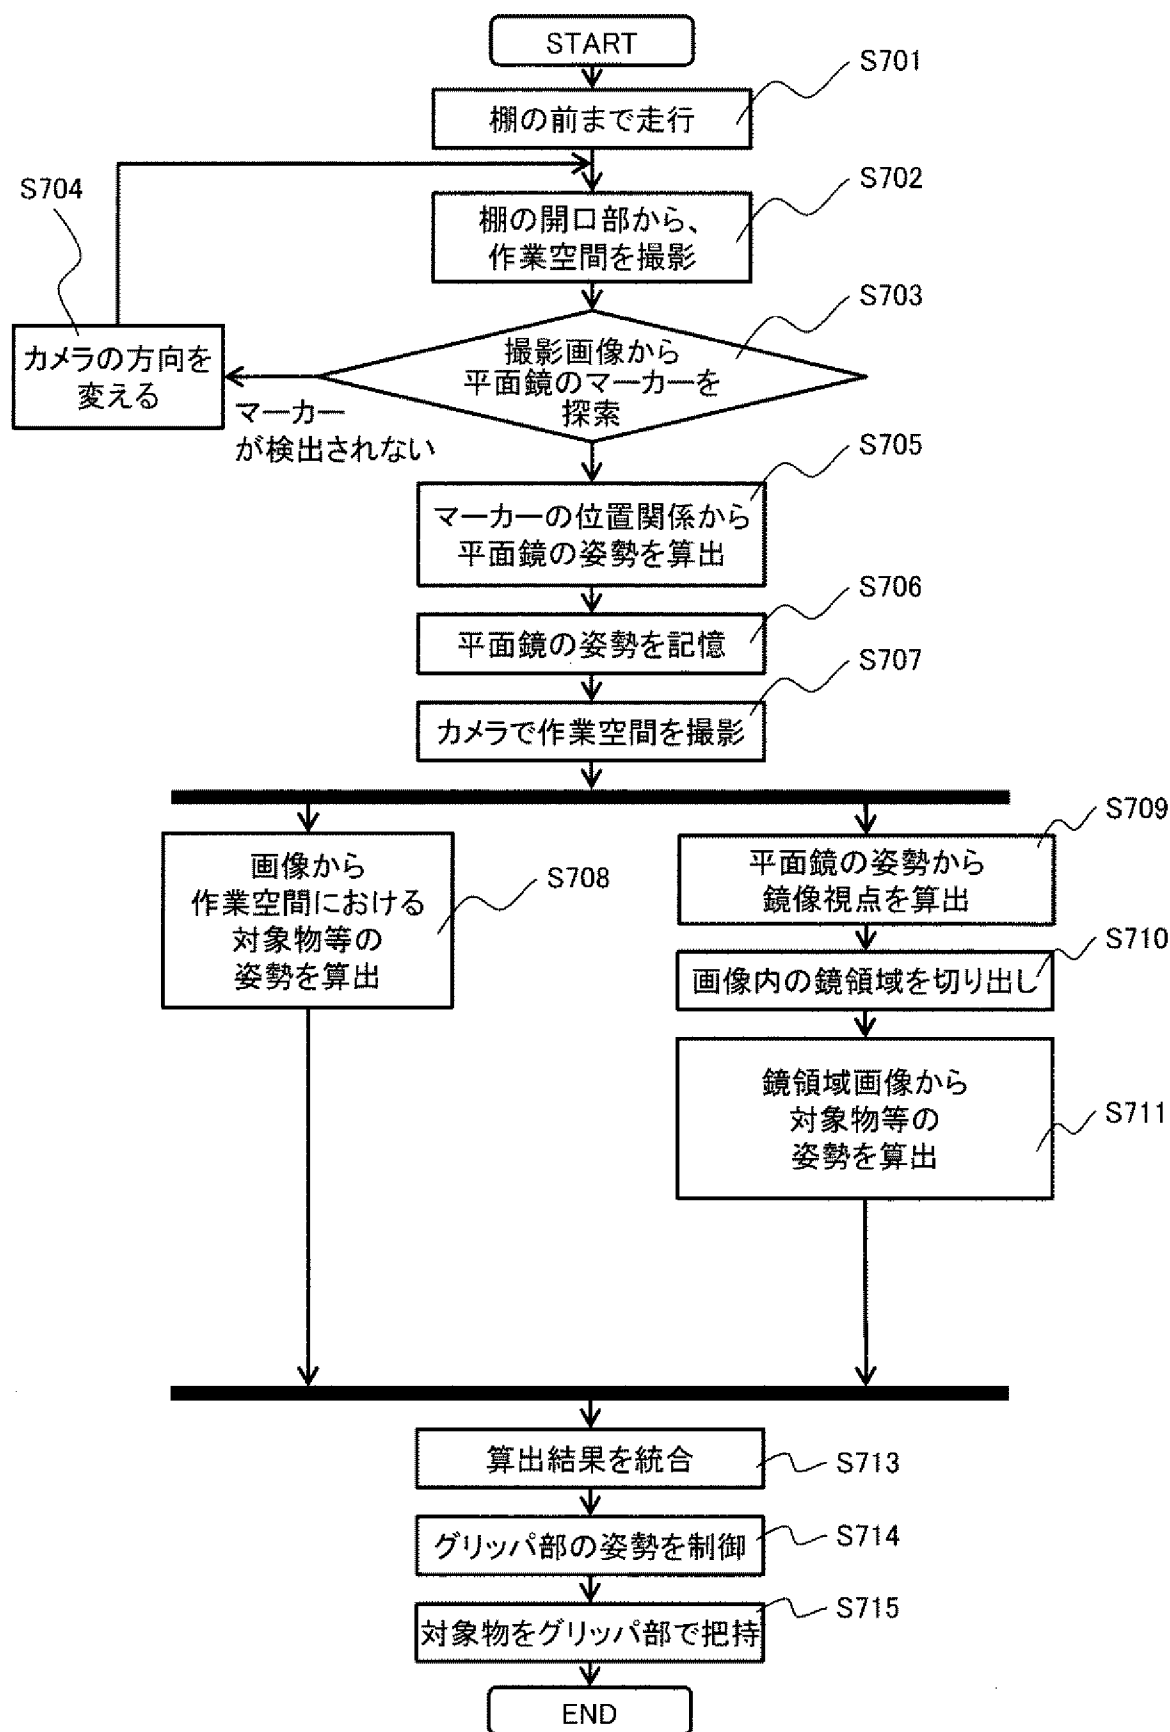 START
S701
棚の前まで走行
S704
S702
棚の開口部から、
作業空間を撮影
S703
カメラの方向を
変える
撮影画像から
平面鏡のマーカーを
探索
マーカー
が検出されない
S705
マーカーの位置関係から
平面鏡の姿勢を算出
S706
平面鏡の姿勢を記憶
S707
カメラで作業空間を撮影
画像から
作業空間における
対象物等の
姿勢を算出
S708
S709
平面鏡の姿勢から
鏡像視点を算出
S710
画像内の鏡領域を切り出し
鏡領域画像から
対象物等の
姿勢を算出
S711
算出結果を統合
S713
グリッパ部の姿勢を制御
S714
S715
対象物をグリッパ部で把持
END